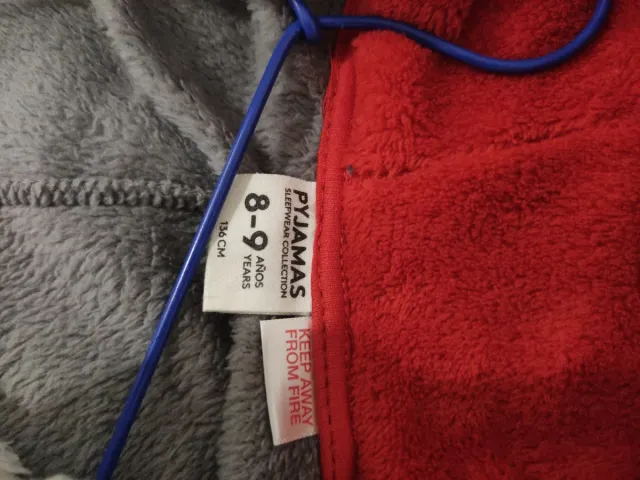 PYJAMAS
SLEEPWEAR COLLECTION
8-9 AÑOS
YEARS
136 CM
KEEP AWAY
FROM FIRE